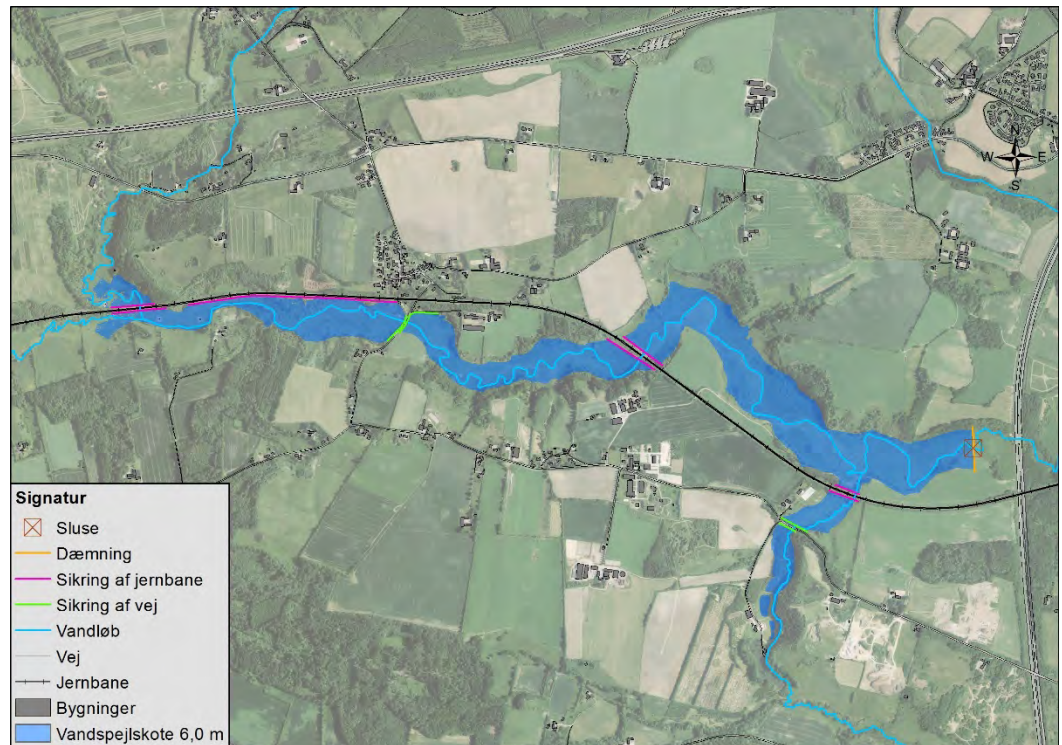 N
W E
S
Signatur
Sluse
Dæmning
Sikring af jernbane
Sikring af vej
Vandløb
Vej
Jernbane
Bygninger
Vandspejlskote 6,0 m